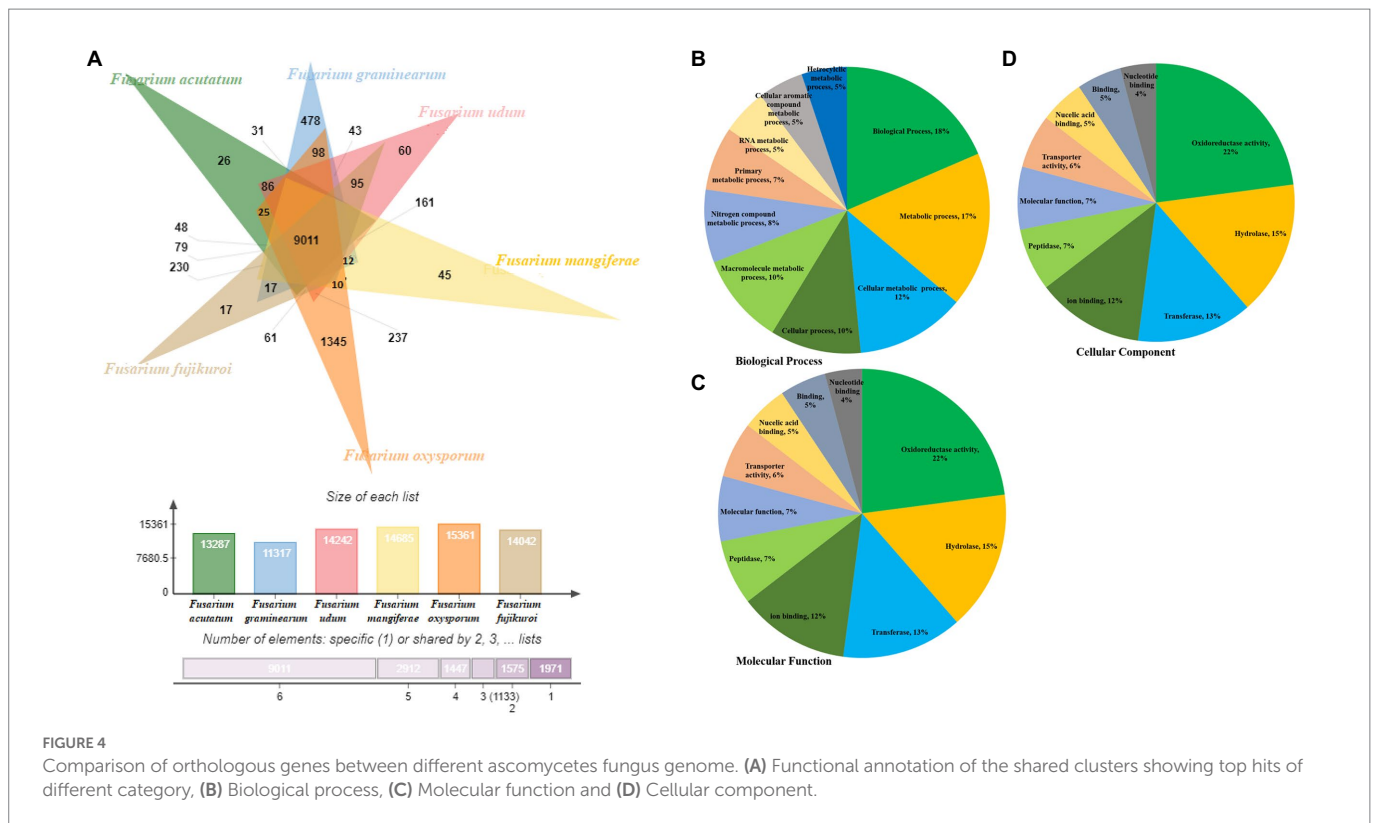 A
Fusarium acutatum
Fusarium graminearum
Fusarium udum
Fusarium mangiferae
Fusarium fujikuroi
Fusarium oxysporum
31
478
43
98
60
26
86
95
161
25
48
79
230
9011
12
10
45
17
17
61
1345
237
Size of each list
15361
7680.5
0
13287
11317
14242
14685
15361
14042
Fusarium
acutatum
Fusarium
graminearum
Fusarium
udum
Fusarium
mangiferae
Fusarium
oxysporum
Fusarium
fujikuroi
Number of elements: specific (1) or shared by 2, 3, ... lists
9011
2912
1447
1575
1971
6
5
4
3 (1133)
2
1
B
Hetrocylclic
metabolic
process, 5%
Cellular aromatic
compound
metabolic
process, 5%
RNA metabolic
process, 5%
Primary
metabolic process, 7%
Nitrogen compound
metabolic process, 8%
Macromolecule metabolic
process, 10%
Cellular process, 10%
Cellular metabolic process,
12%
Metabolic process, 17%
Biological Process, 18%
Biological Process
D
Nucleotide
binding
4%
Binding,
5%
Nucelic acid
binding, 5%
Transporter
activity, 6%
Molecular function, 7%
Peptidase, 7%
ion binding, 12%
Transferase, 13%
Hydrolase, 15%
Oxidoreductase activity,
22%
Cellular Component
C
Nucleotide
binding
4%
Binding,
5%
Nucelic acid
binding, 5%
Transporter
activity, 6%
Molecular function, 7%
Peptidase, 7%
ion binding, 12%
Transferase, 13%
Hydrolase, 15%
Oxidoreductase activity,
22%
Molecular Function
FIGURE 4
Comparison of orthologous genes between different ascomycetes fungus genome. (A) Functional annotation of the shared clusters showing top hits of
different category, (B) Biological process, (C) Molecular function and (D) Cellular component.